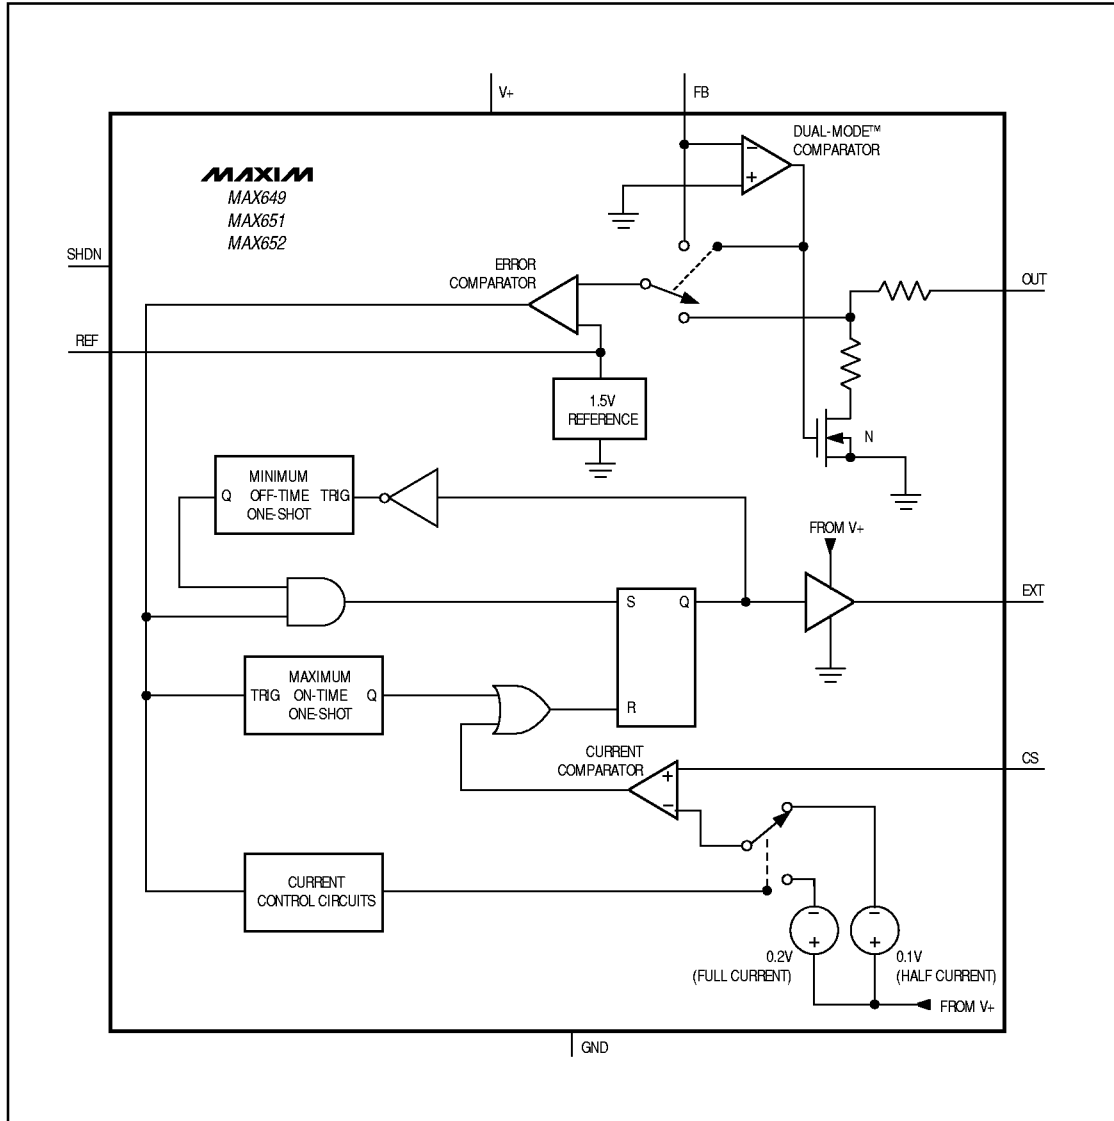 V+
FB
DUAL-MODE™
COMPARATOR
−
+
MAXIM
MAX649
MAX651
MAX652
SHDN
ERROR
COMPARATOR
OUT
REF
1.5V
REFERENCE
N
MINIMUM
Q OFF-TIME TRIG
ONE-SHOT
FROM V+
S Q
EXT
MAXIMUM
TRIG ON-TIME Q
ONE-SHOT
R
CURRENT
COMPARATOR
+
−
CS
CURRENT
CONTROL CIRCUITS
− −
+ +
0.2V
(FULL CURRENT)
0.1V
(HALF CURRENT)
FROM V+
GND